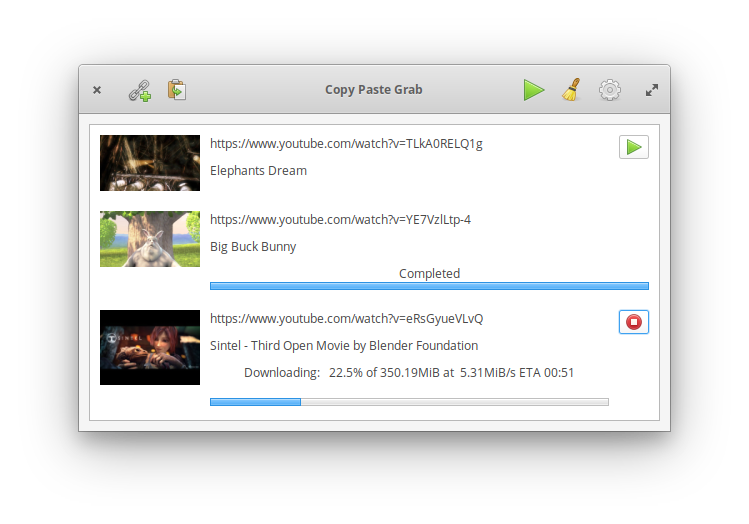 Copy Paste Grab
https://www.youtube.com/watch?v=TLkA0RELQ1g
Elephants Dream
https://www.youtube.com/watch?v=YE7VzlLtp-4
Big Buck Bunny
Completed
https://www.youtube.com/watch?v=eRsGyueVLvQ
SINTEL
Sintel - Third Open Movie by Blender Foundation
Downloading: 22.5% of 350.19MiB at 5.31MiB/s ETA 00:51